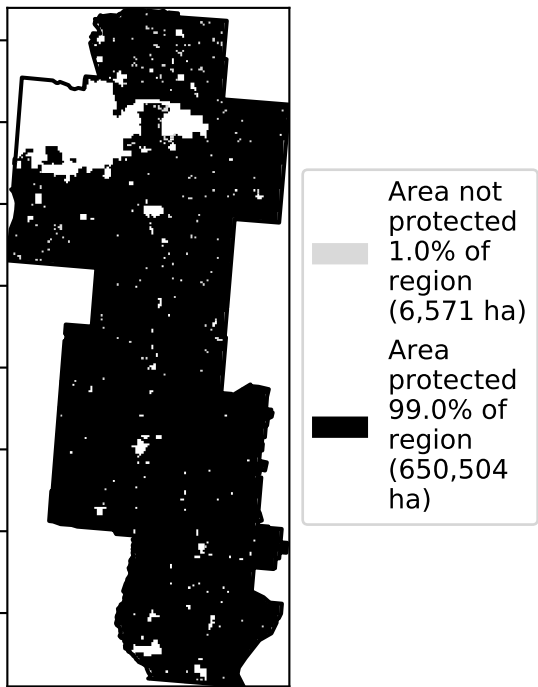 Area not
protected
1.0% of
region
(6,571 ha)
Area
protected
99.0% of
region
(650,504
ha)